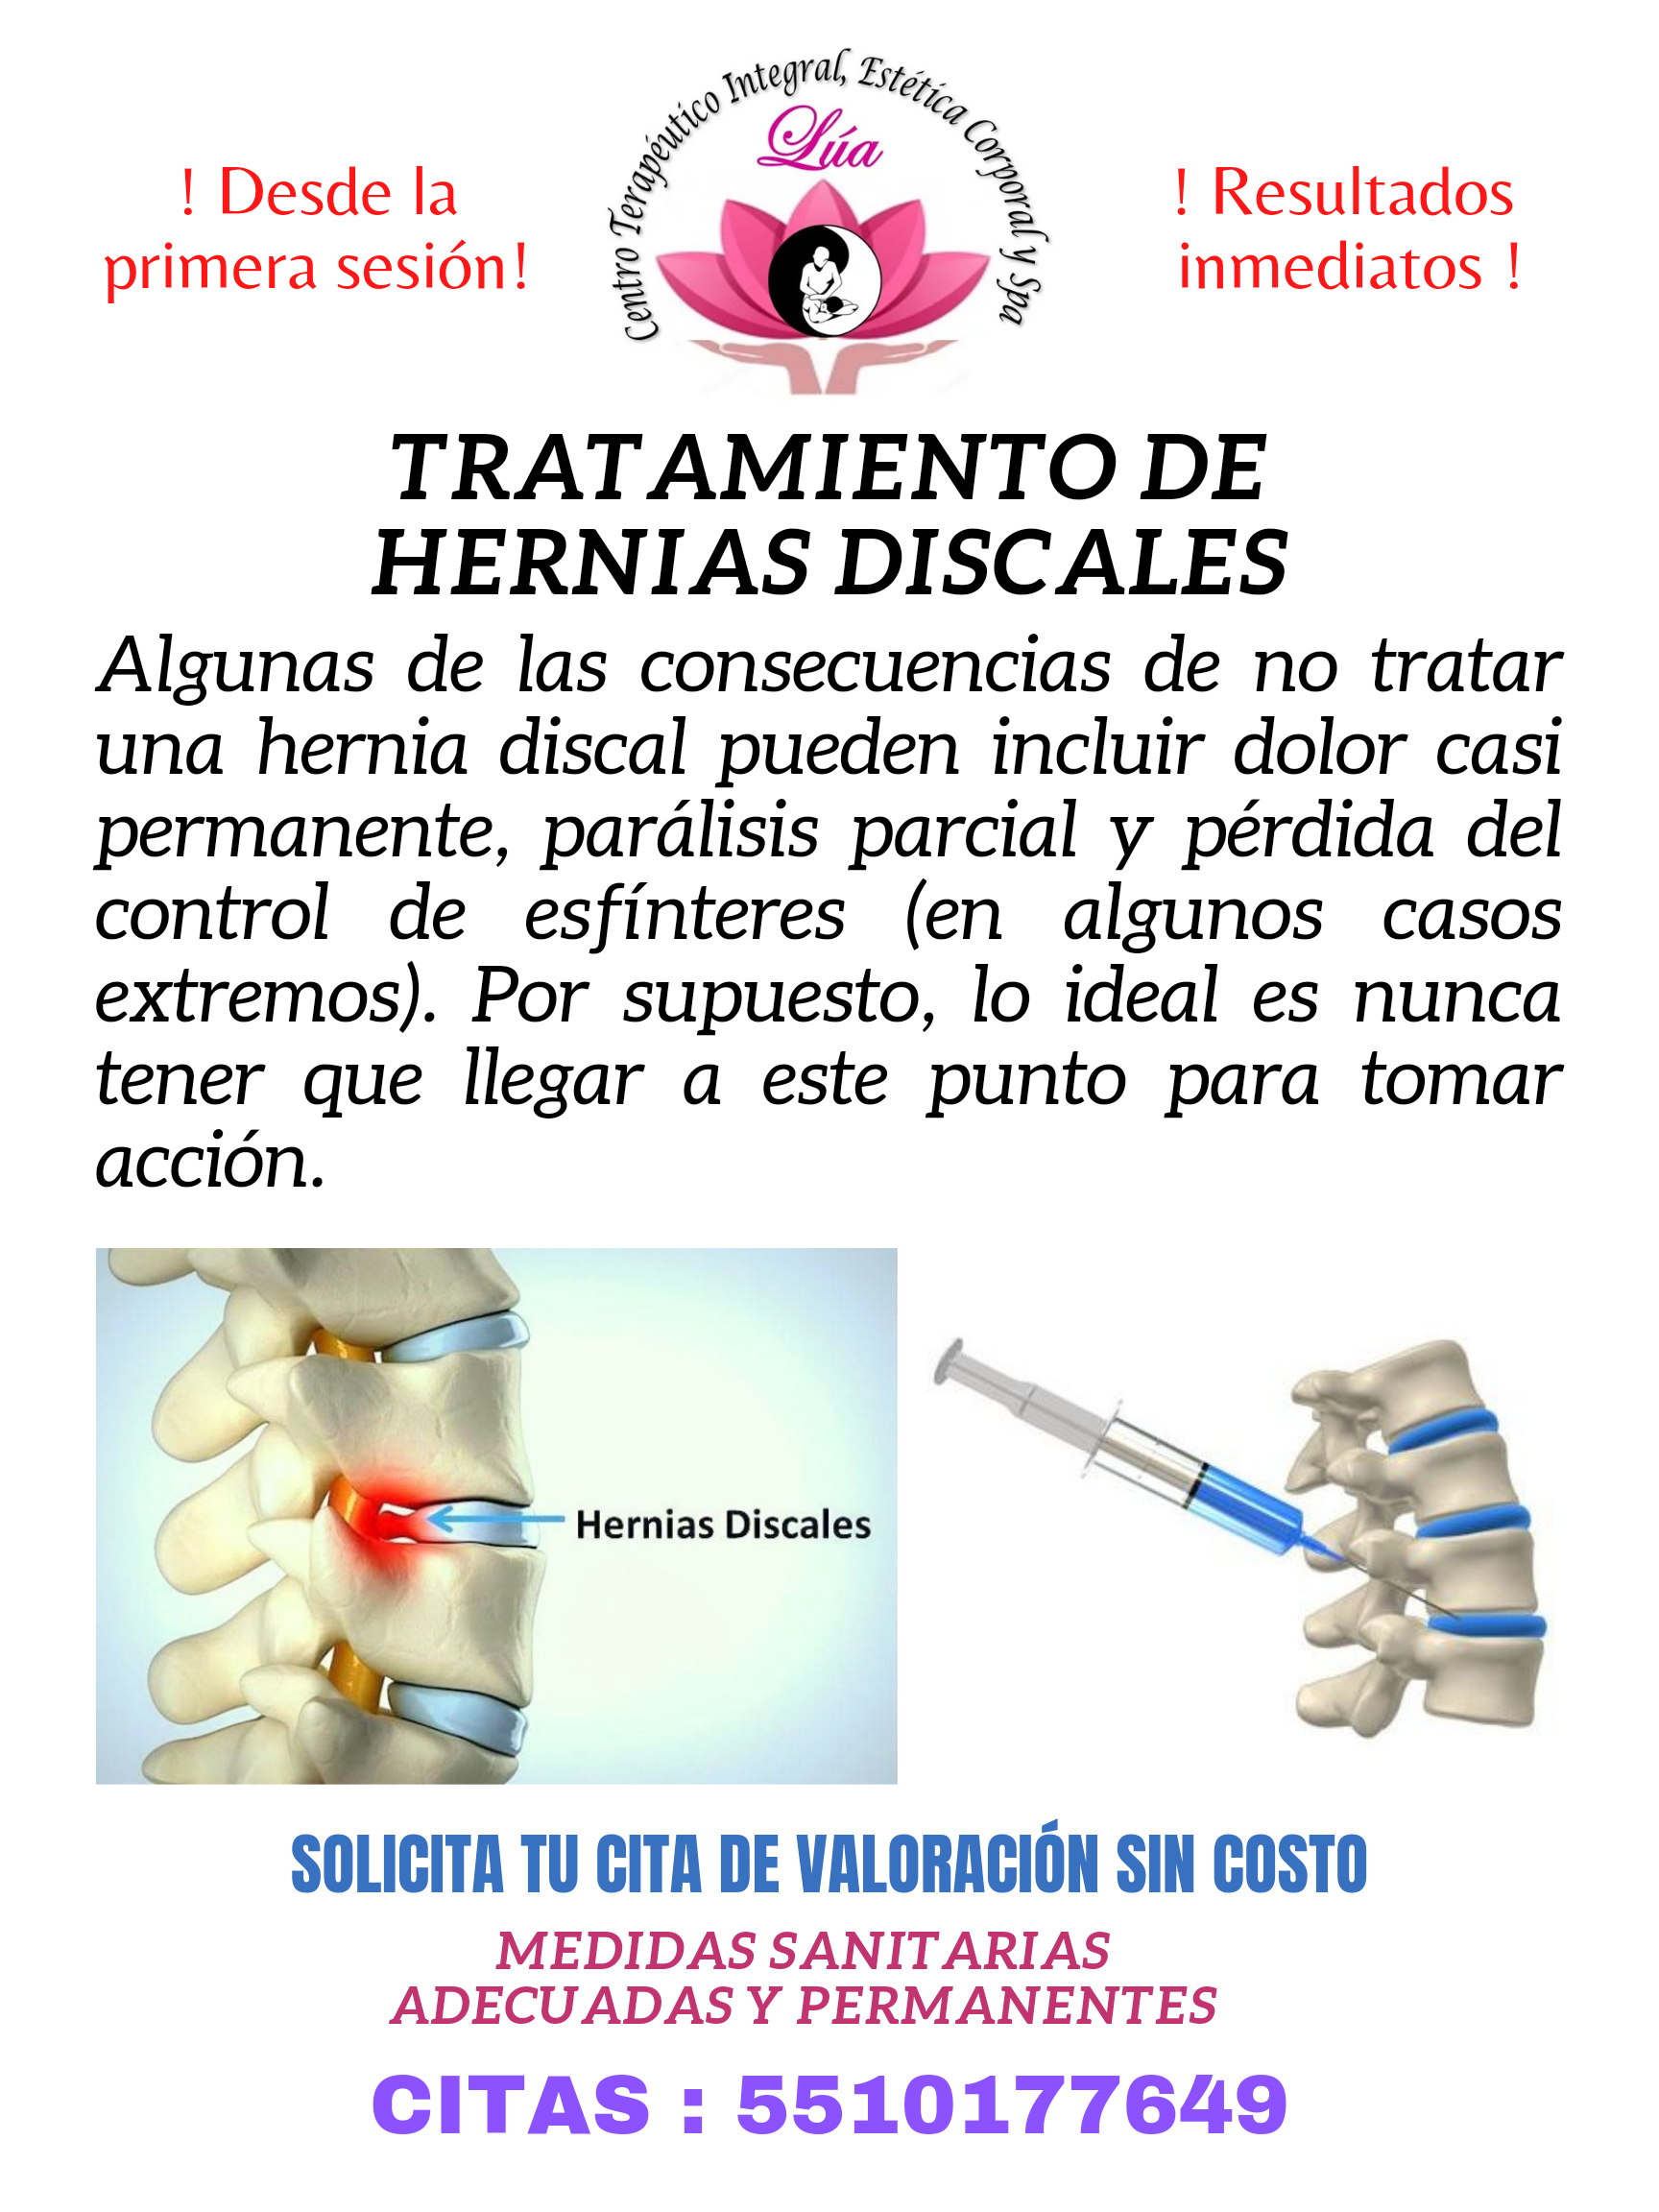 Centro Terapéutico Integral, Estética Corporal y Spa
Lúa
! Desde la
primera sesión!
! Resultados
inmediatos !
TRATAMIENTO DE
HERNIAS DISCALES
Algunas de las consecuencias de no tratar
una hernia discal pueden incluir dolor casi
permanente, parálisis parcial y pérdida del
control de esfínteres (en algunos casos
extremos). Por supuesto, lo ideal es nunca
tener que llegar a este punto para tomar
acción.
Hernias Discales
SOLICITA TU CITA DE VALORACIÓN SIN COSTO
MEDIDAS SANITARIAS
ADECUADAS Y PERMANENTES
CITAS : 5510177649